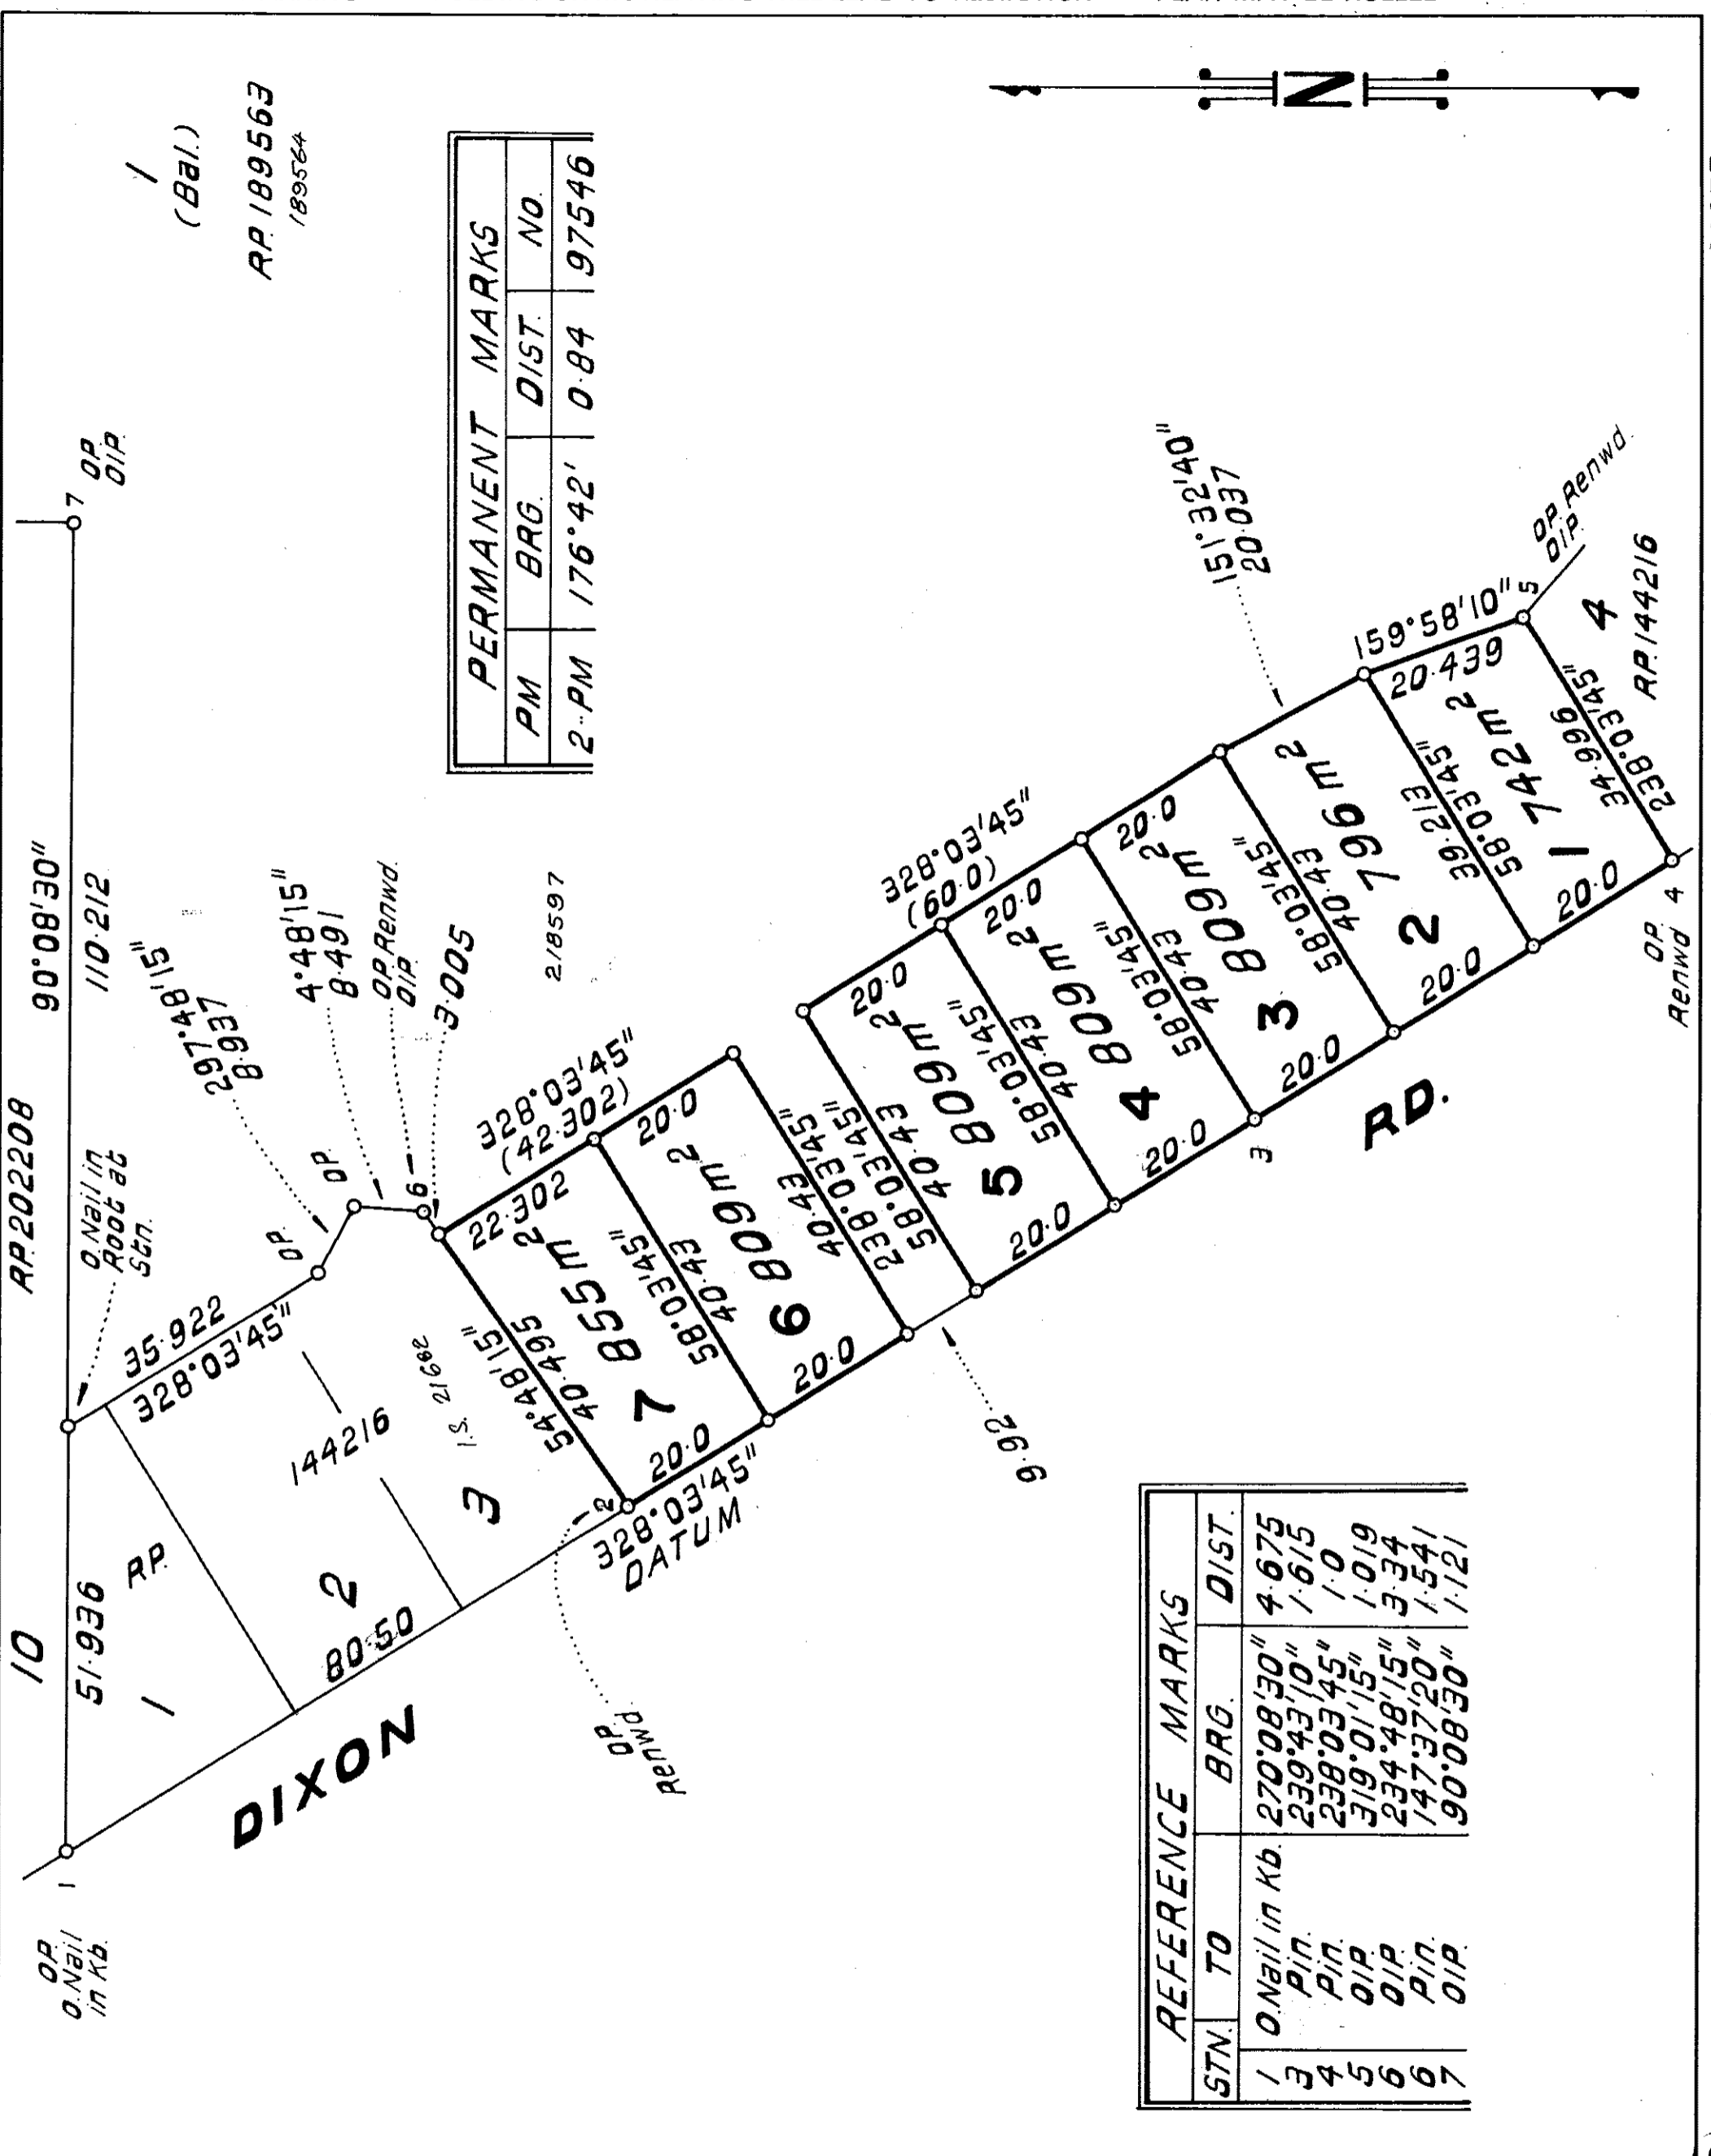 RP.202208
10
90°08'30"
110·212
51·936
OP.
O.Nail
in Kb.
1
O.Nail in
Root at
Stn.
7
OP.
OIP.
1
(Bal.)
RP.189563
189564
N
297·48'15"
8·937
4°48'15"
8·491
OP.Renwd.
OIP.
3·005
218597
OP.
OP.
6
35·922
328°03'45"
1
RP.
144216
2
80·50
3
I.S. 21682
DIXON
RD.
OP.
Renwd.
2
328°03'45"
DATUM
54°48'15"
40·495
7
855m²
20·0
22·302
328°03'45"
(42·302)
58·03'45"
40·43
6
809m²
20·0
20·0
40·43
238·03'45"
9·92
58·03'45"
40·43
5
809m²
20·0
20·0
58·03'45"
40·43
328°03'45"
(60·0)
4
809m²
20·0
20·0
58·03'45"
40·43
3
3
809m²
20·0
20·0
58·03'45"
40·43
151°32'40"
20·037
2
796m²
20·0
39·213
58·03'45"
159°58'10"
20·439
1
742m²
20·0
34·996
238·03'45"
5
OP.Renwd.
OIP.
4
RP.144216
OP.
Renwd
4
PERMANENT MARKS
PM BRG. DIST. NO.
2-PM 176°42' 0·84 97546
REFERENCE MARKS
STN. TO BRG. DIST.
1 O.Nail in Kb. 270°08'30" 4·675
3 Pin. 239°43'10" 1·615
4 Pin. 238°03'45" 1·0
5 OIP. 319°01'15" 1·019
6 OIP. 234°48'15" 3·34
6 Pin. 147°37'20" 1·541
7 OIP. 90°08'30" 1·121